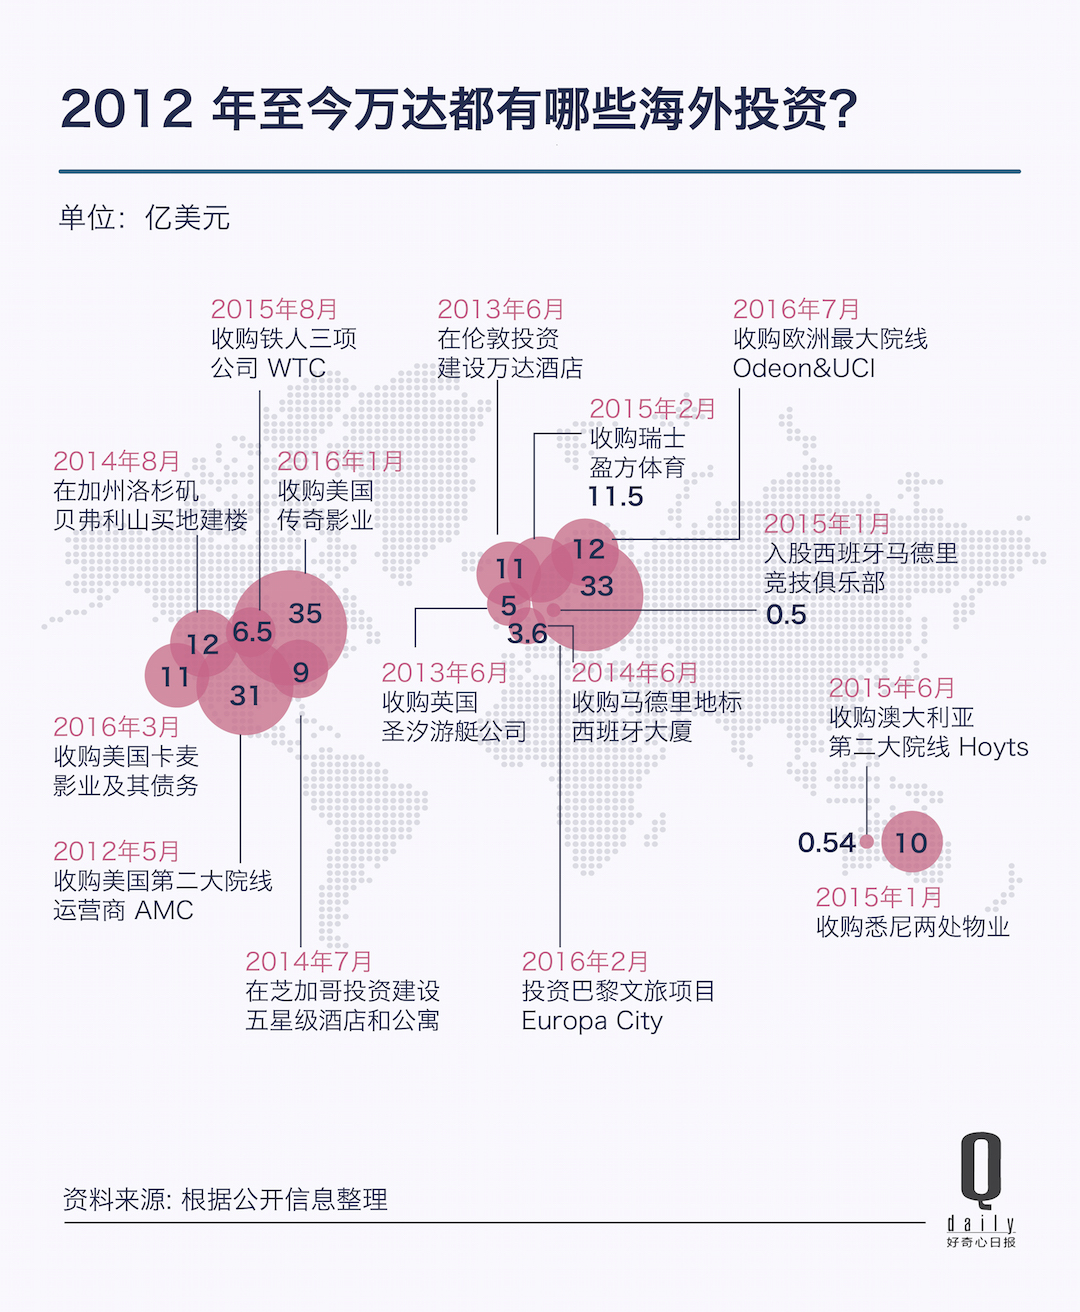 2012 年至今万达都有哪些海外投资?
单位：亿美元
2015年8月
收购铁人三项
公司 WTC
2013年6月
在伦敦投资
建设万达酒店
2016年7月
收购欧洲最大院线
Odeon&UCI
2015年2月
收购瑞士
盈方体育
11.5
2014年8月
在加州洛杉矶
贝弗利山买地建楼
2016年1月
收购美国
传奇影业
2015年1月
入股西班牙马德里
竞技俱乐部
0.5
11
12
33
5
3.6
35
6.5
12
11
31
9
2013年6月
收购英国
圣汐游艇公司
2014年6月
收购马德里地标
西班牙大厦
2015年6月
收购澳大利亚
第二大院线 Hoyts
2016年3月
收购美国卡麦
影业及其债务
0.54
10
2012年5月
收购美国第二大院线
运营商 AMC
2015年1月
收购悉尼两处物业
2014年7月
在芝加哥投资建设
五星级酒店和公寓
2016年2月
投资巴黎文旅项目
Europa City
资料来源: 根据公开信息整理
Q
daily
好奇心日报